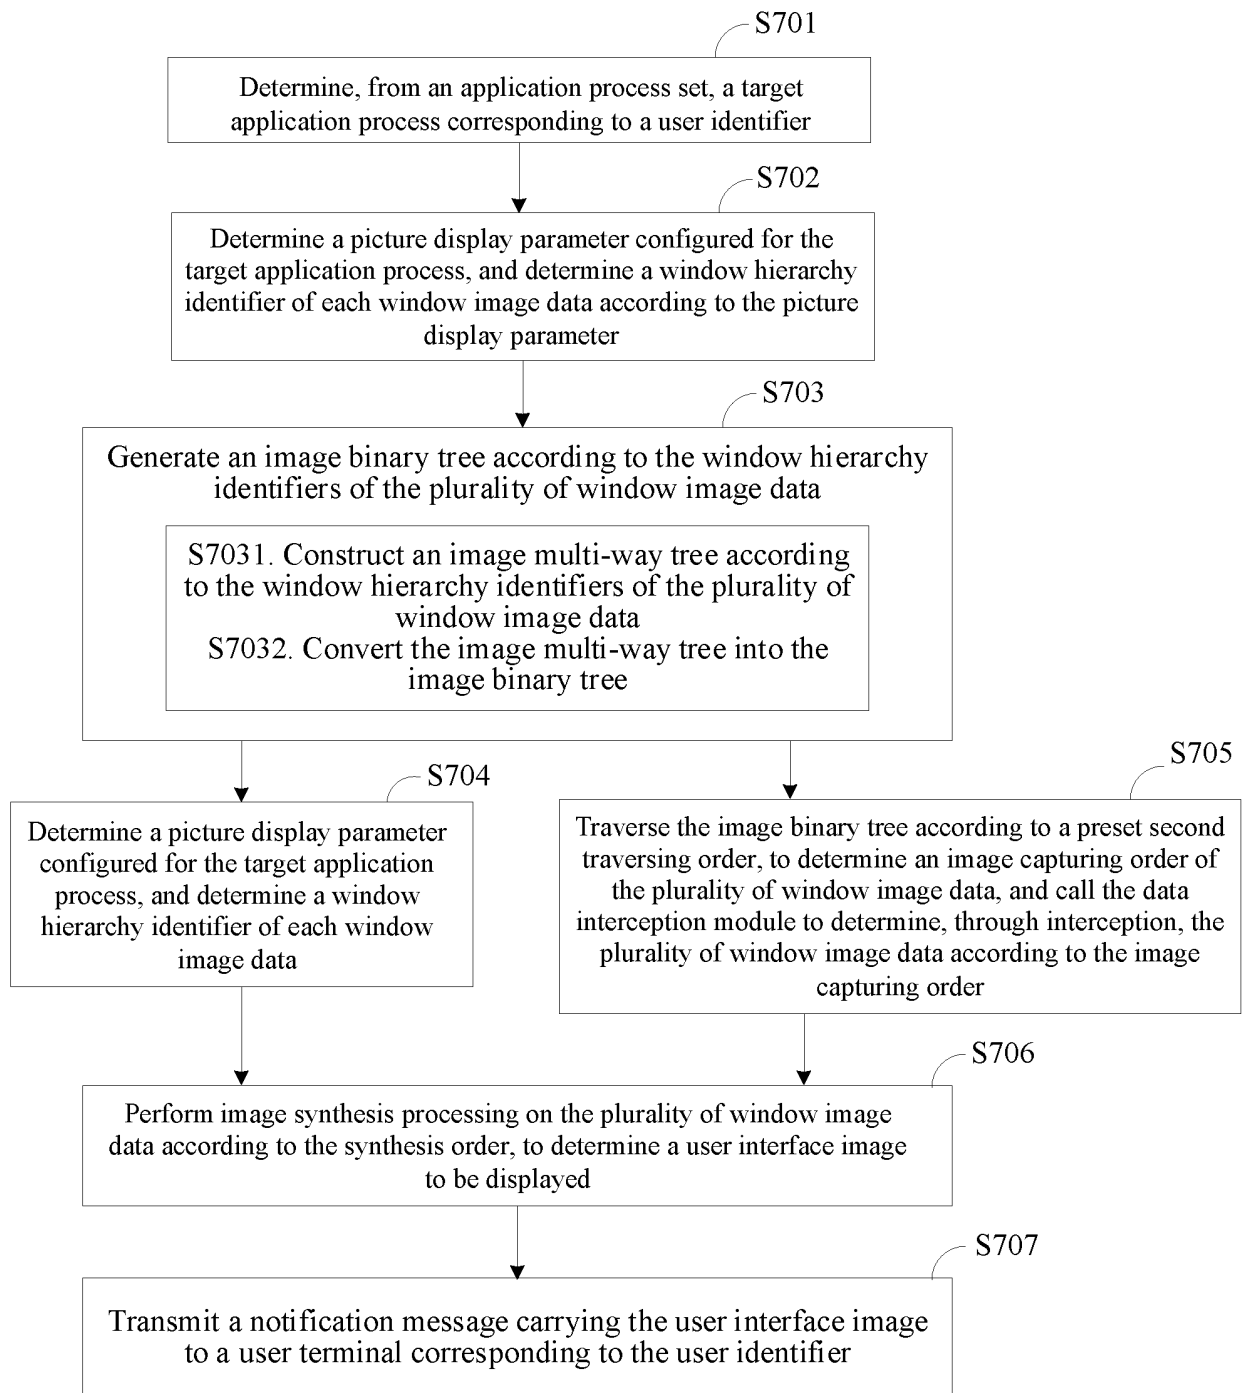 S701
Determine, from an application process set, a target
application process corresponding to a user identifier
S702
Determine a picture display parameter configured for the
target application process, and determine a window hierarchy
identifier of each window image data according to the picture
display parameter
S703
Generate an image binary tree according to the window hierarchy
identifiers of the plurality of window image data
S7031. Construct an image multi-way tree according
to the window hierarchy identifiers of the plurality of
window image data
S7032. Convert the image multi-way tree into the
image binary tree
S704
Determine a picture display parameter
configured for the target application
process, and determine a window
hierarchy identifier of each window
image data
S705
Traverse the image binary tree according to a preset second
traversing order, to determine an image capturing order of
the plurality of window image data, and call the data
interception module to determine, through interception, the
plurality of window image data according to the image
capturing order
S706
Perform image synthesis processing on the plurality of window image
data according to the synthesis order, to determine a user interface image
to be displayed
S707
Transmit a notification message carrying the user interface image
to a user terminal corresponding to the user identifier